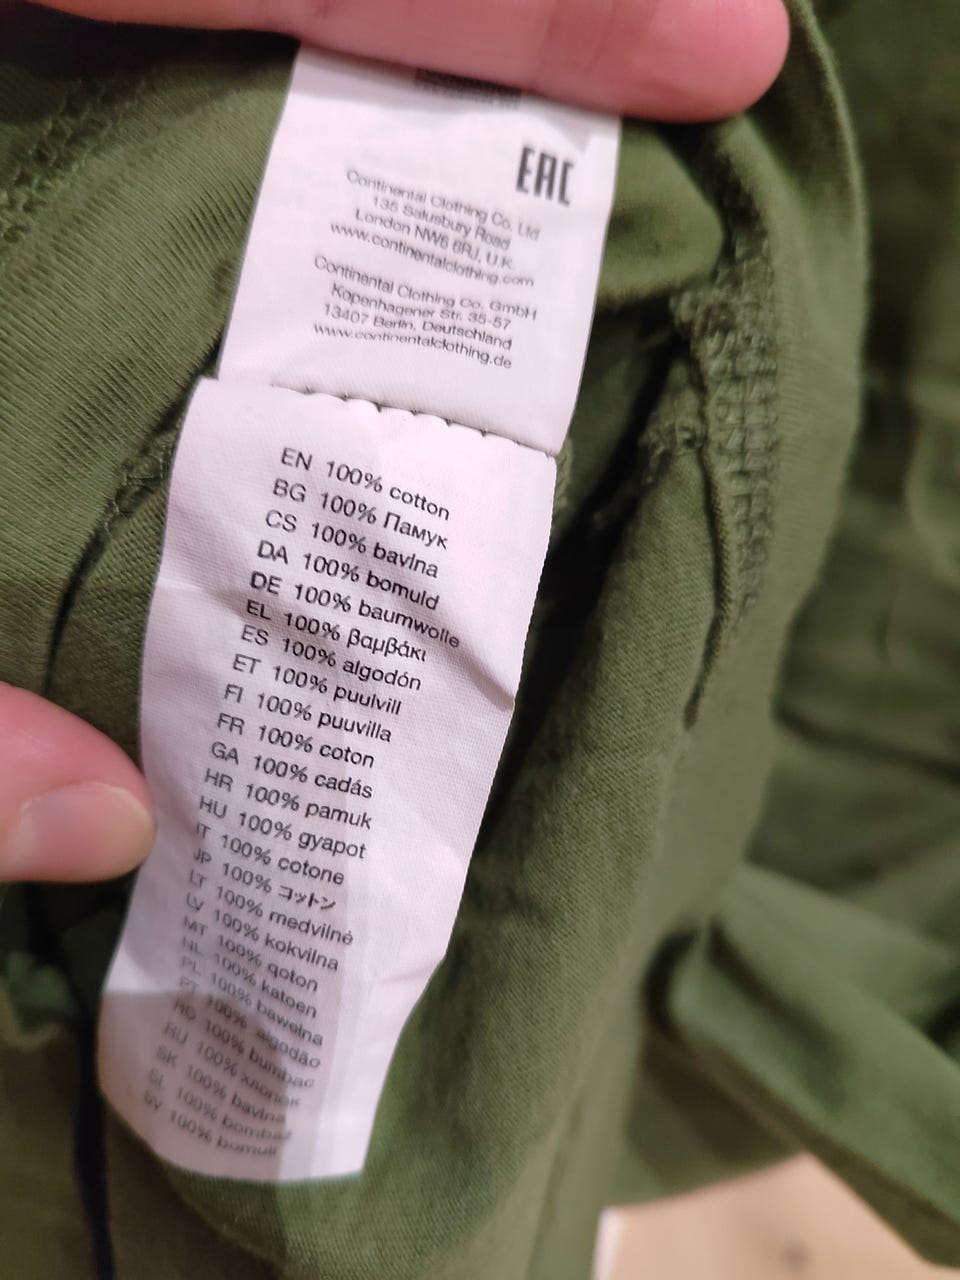 EAC
Continental Clothing Co. Ltd
135 Salusbury Road
London NW6 6RJ, U.K.
www.continentalclothing.com
Continental Clothing Co. GmbH
Kopenhagener Str. 35-57
13407 Berlin, Deutschland
www.continentalclothing.de
EN 100% cotton
BG 100% Памук
CS 100% bavlna
DA 100% bomuld
DE 100% baumwolle
EL 100% βαμβάκι
ES 100% algodón
ET 100% puulvill
FI 100% puuvilla
FR 100% coton
GA 100% cadás
HR 100% pamuk
HU 100% gyapot
IT 100% cotone
JP 100% コットン
LT 100% medvilnė
LV 100% kokvilna
MT 100% qoton
NL 100% katoen
PL 100% bawełna
PT 100% algodão
RO 100% bumbac
RU 100% хлопок
SK 100% bavlna
SL 100% bombaž
SV 100% bomull